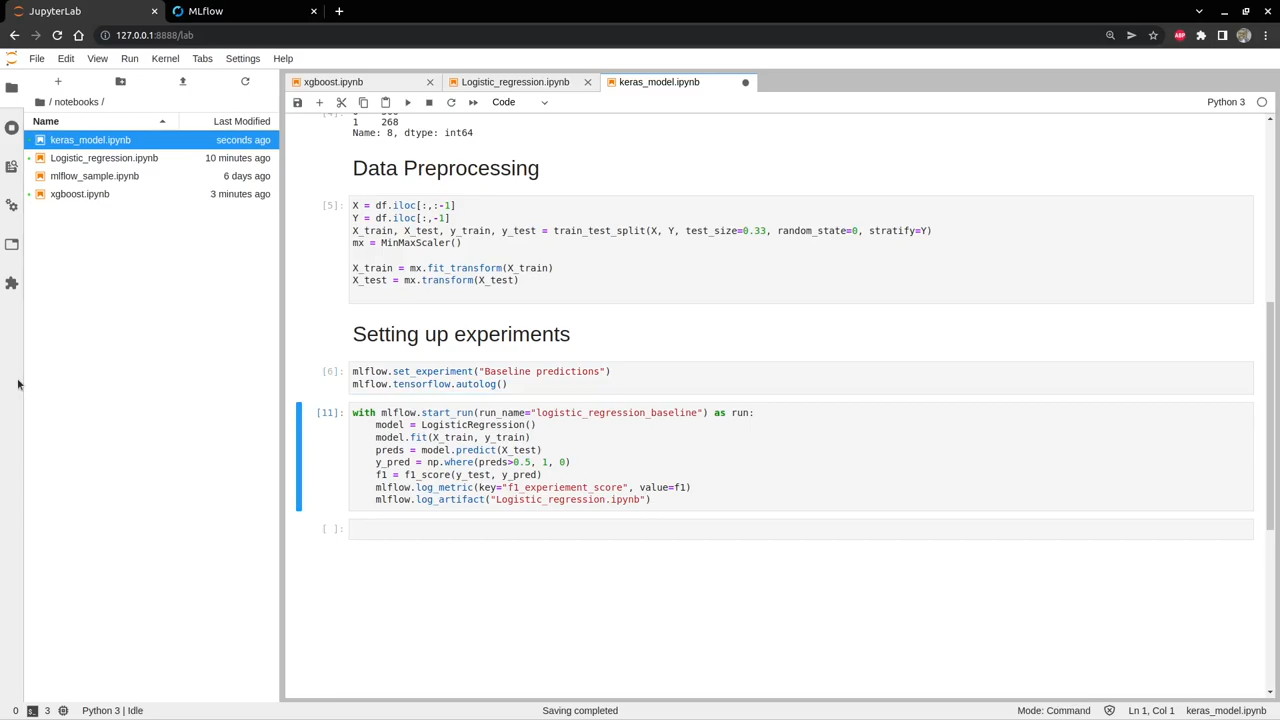 JupyterLab
MLflow
127.0.0.1:8888/lab
ABP
File Edit View Run Kernel Tabs Settings Help
/ notebooks /
Name Last Modified
keras_model.ipynb seconds ago
Logistic_regression.ipynb 10 minutes ago
mlflow_sample.ipynb 6 days ago
xgboost.ipynb 3 minutes ago
xgboost.ipynb
Logistic_regression.ipynb
keras_model.ipynb
Code
Python 3
1    268
Name: 8, dtype: int64
Data Preprocessing
[5]: X = df.iloc[:,:-1]
Y = df.iloc[:,-1]
X_train, X_test, y_train, y_test = train_test_split(X, Y, test_size=0.33, random_state=0, stratify=Y)
mx = MinMaxScaler()
X_train = mx.fit_transform(X_train)
X_test = mx.transform(X_test)
Setting up experiments
[6]: mlflow.set_experiment("Baseline predictions")
mlflow.tensorflow.autolog()
[11]: with mlflow.start_run(run_name="logistic_regression_baseline") as run:
model = LogisticRegression()
model.fit(X_train, y_train)
preds = model.predict(X_test)
y_pred = np.where(preds>0.5, 1, 0)
f1 = f1_score(y_test, y_pred)
mlflow.log_metric(key="f1_experiement_score", value=f1)
mlflow.log_artifact("Logistic_regression.ipynb")
[ ]:
0 3 Python 3 | Idle Saving completed Mode: Command Ln 1, Col 1 keras_model.ipynb